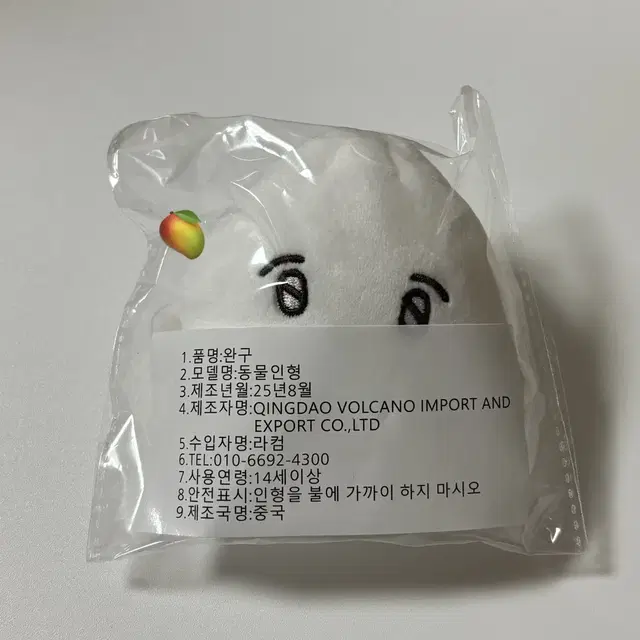 1.품명:완구
2.모델명:동물인형
3.제조년월:25년8월
4.제조자명:QINGDAO VOLCANO IMPORT AND
EXPORT CO.,LTD
5.수입자명:라컴
6.TEL:010-6692-4300
7.사용연령:14세이상
8.안전표시:인형을 불에 가까이 하지 마시오
9.제조국명:중국